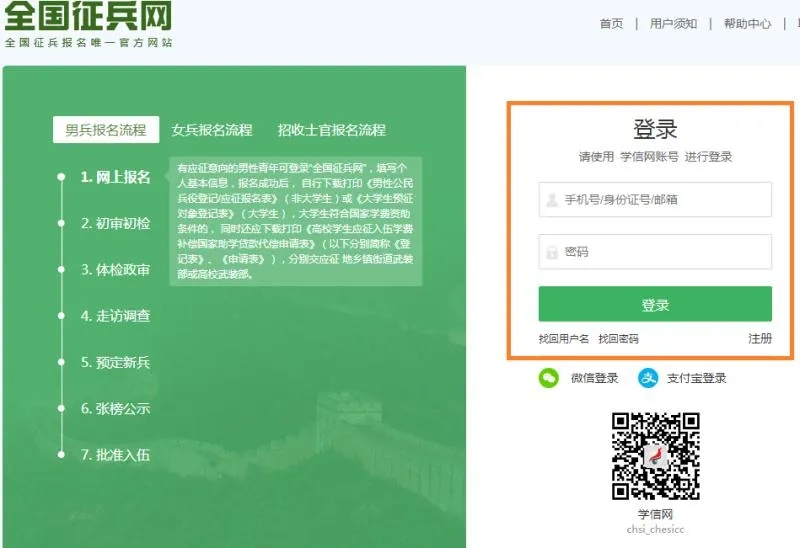 全国征兵网
全国征兵报名唯一官方网站
首页 | 用户须知 | 帮助中心 |
男兵报名流程 女兵报名流程 招收士官报名流程
1. 网上报名
有应征意向的男性青年可登录"全国征兵网"，填写个
人基本信息，报名成功后， 自行下载打印《男性公民
兵役登记/应征报名表》（非大学生）或《大学生预征
对象登记表》（大学生），大学生符合国家学费资助
条件的， 同时还应下载打印《高校学生应征入伍学费
补偿国家助学贷款代偿申请表》（以下分别简称《登
记表》、《申请表》），分别交应征 地乡镇街道武装
部或高校武装部。
2. 初审初检
3. 体检政审
4. 走访调查
5. 预定新兵
6. 张榜公示
7. 批准入伍
登录
请使用 学信网账号 进行登录
手机号/身份证号/邮箱
密码
登录
找回用户名 找回密码 注册
微信登录 支付宝登录
学信网
chsi_chesicc